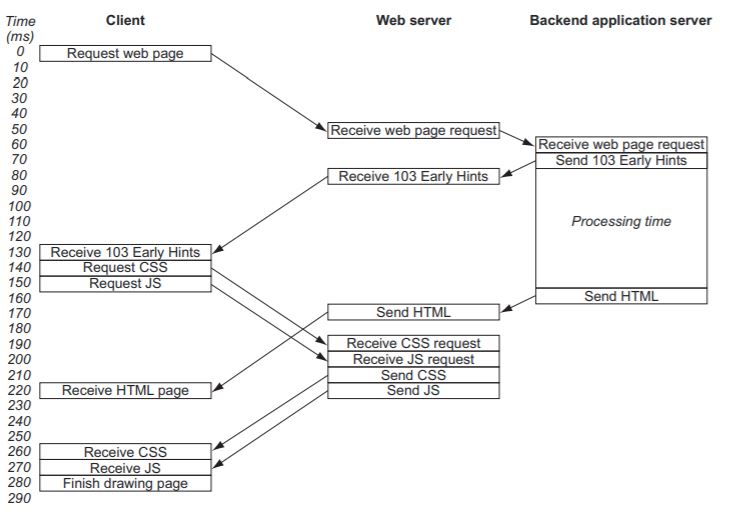 Time
(ms)
Client
Web server
Backend application server
0
Request web page
10
20
30
40
50
Receive web page request
60
Receive web page request
70
Send 103 Early Hints
80
Receive 103 Early Hints
90
100
110
Processing time
120
130
Receive 103 Early Hints
140
Request CSS
150
Request JS
160
Send HTML
170
Send HTML
180
190
Receive CSS request
200
Receive JS request
210
Send CSS
220
Receive HTML page
Send JS
230
240
250
260
Receive CSS
270
Receive JS
280
Finish drawing page
290